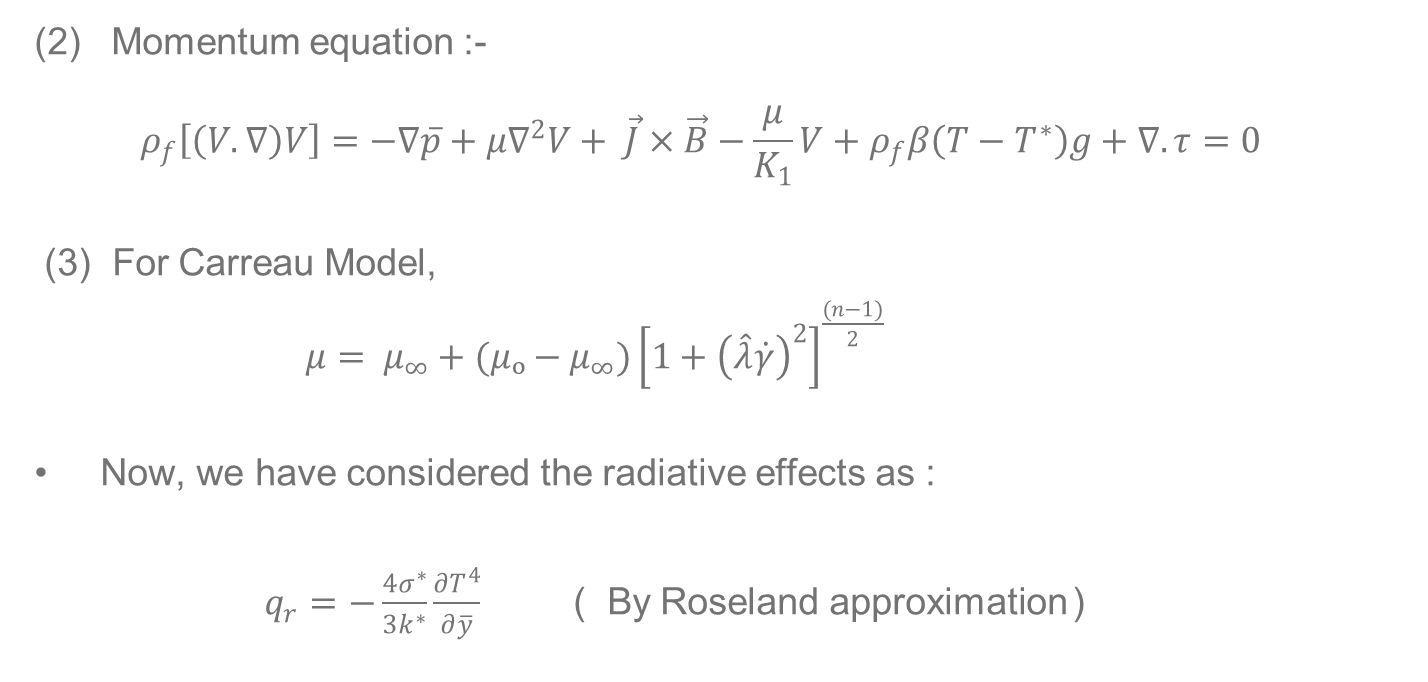 (2) Momentum equation :-
ρ_f[(V.∇)V] = −∇p̄ + μ∇²V + J⃗ × B⃗ − μ/K₁ V + ρ_fβ(T − T*)g + ∇.τ = 0
(3) For Carreau Model,
μ = μ_∞ + (μ_o − μ_∞)[1 + (λ̂γ̇)²]^((n−1)/2)
• Now, we have considered the radiative effects as :
q_r = − 4σ*/3k* ∂T⁴/∂ȳ ( By Roseland approximation)